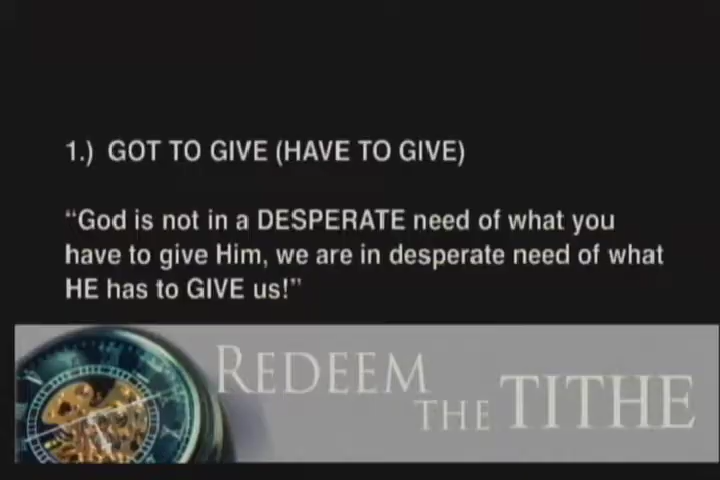 1.) GOT TO GIVE (HAVE TO GIVE)
“God is not in a DESPERATE need of what you
have to give Him, we are in desperate need of what
HE has to GIVE us!”
REDEEM
THE TITHE